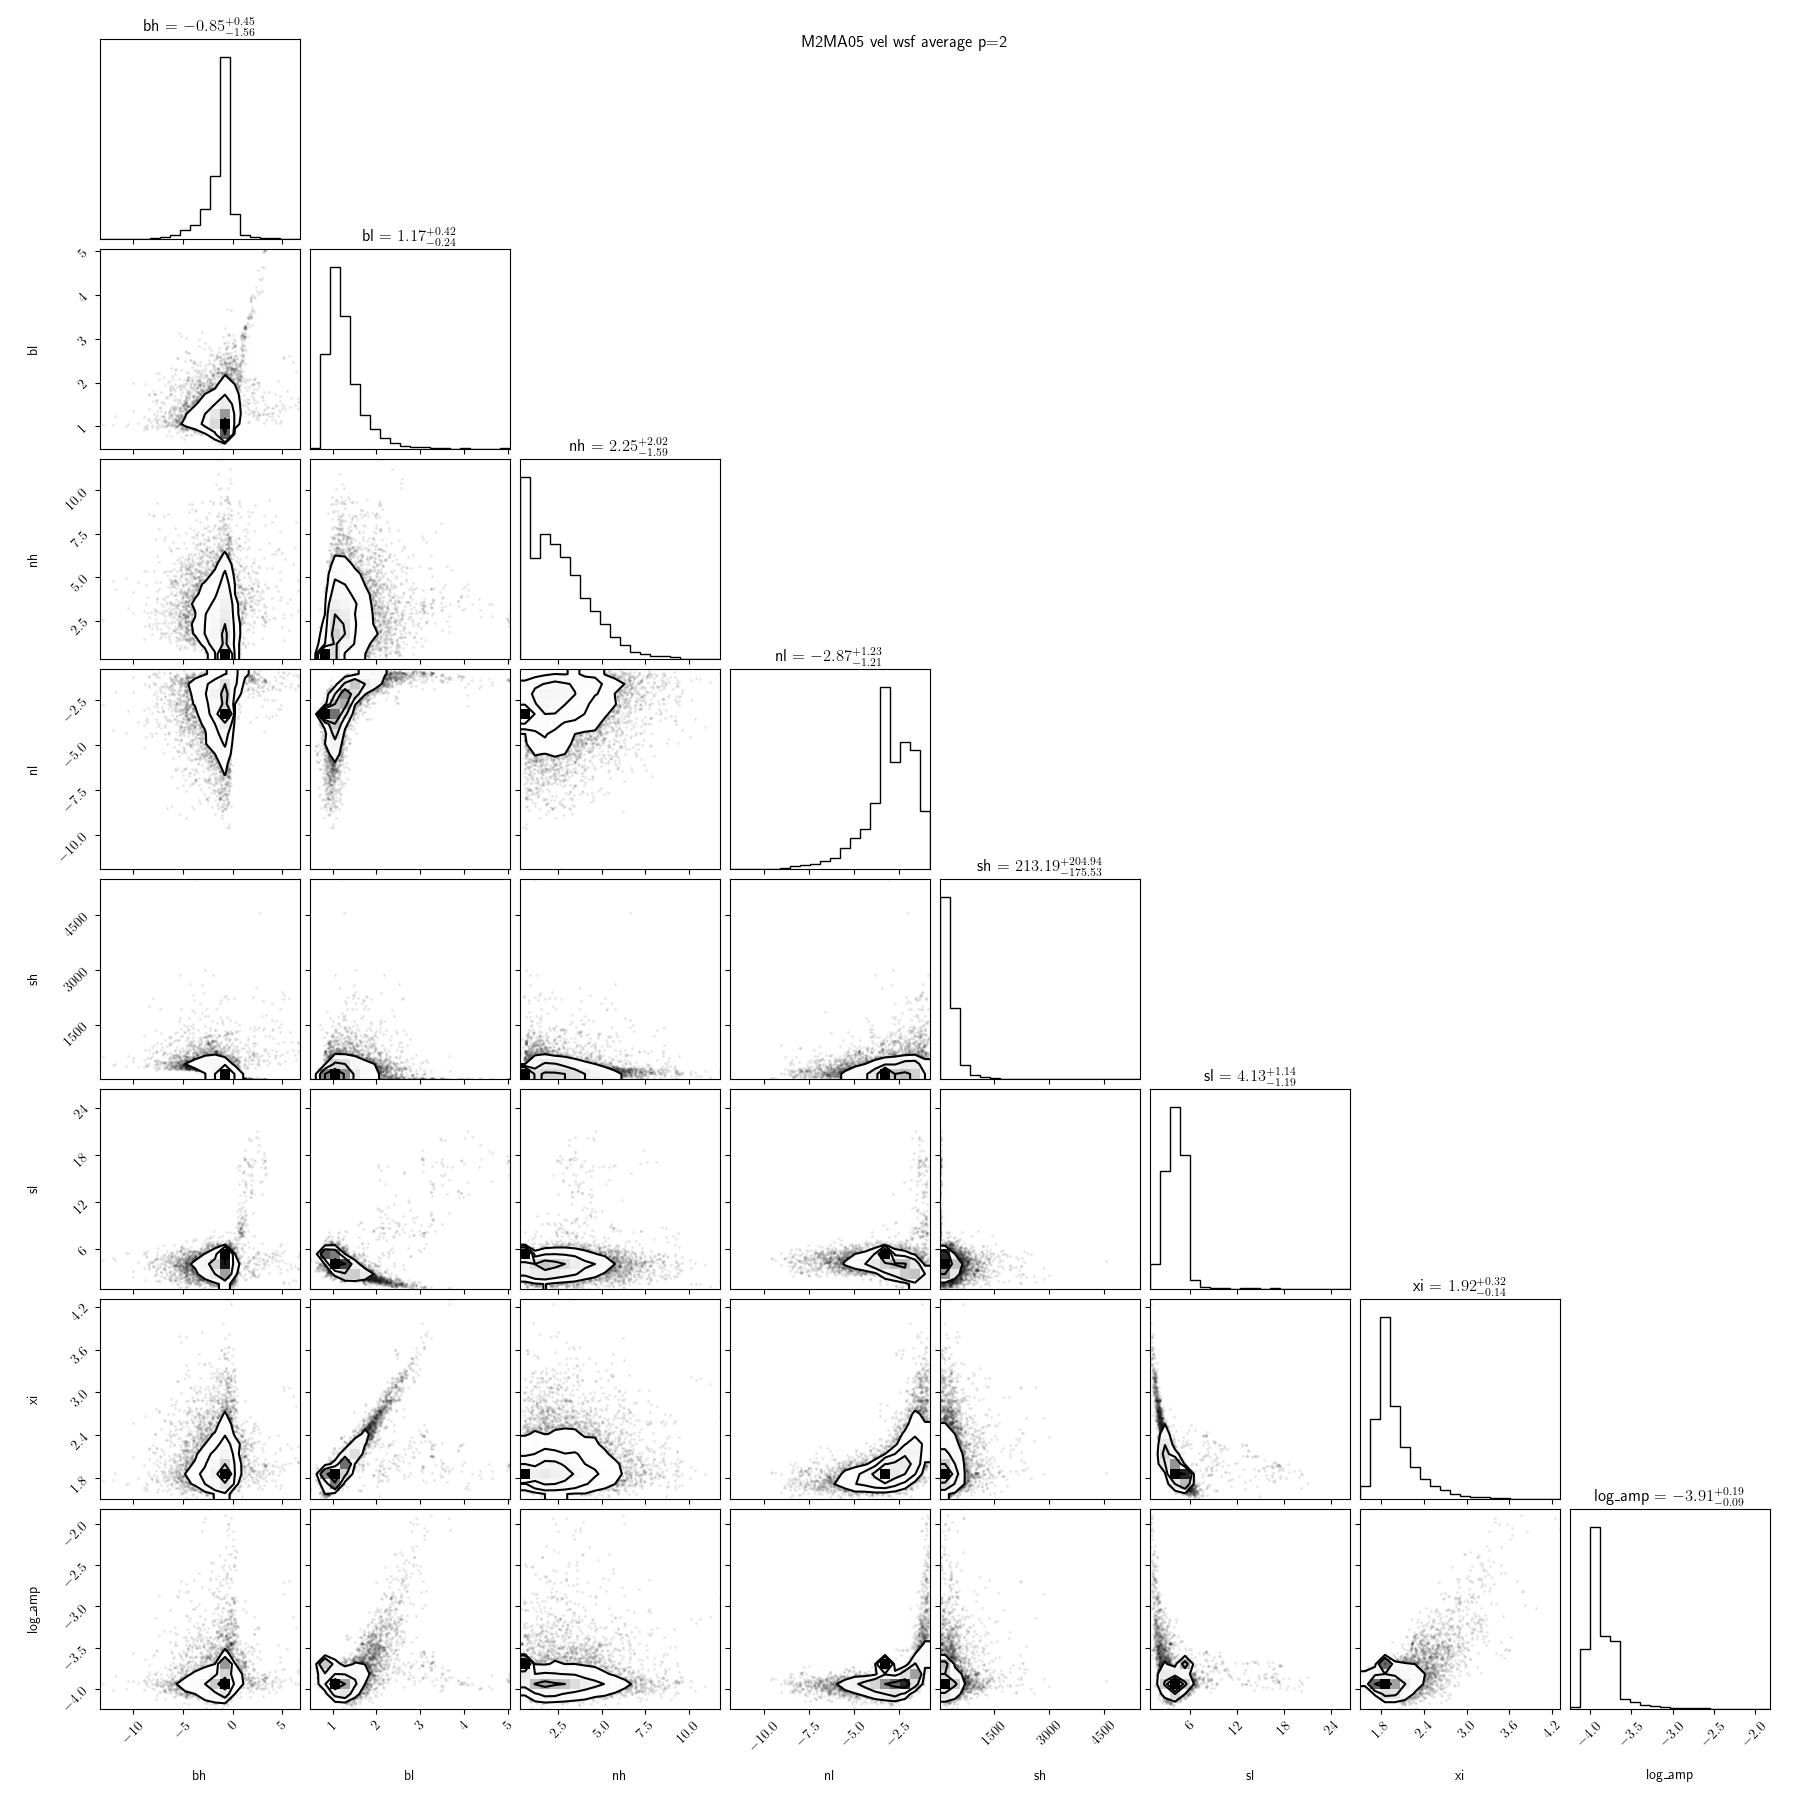 M2MA05 vel wsf average p=2
bh = −0.85 +0.45 −1.56
bl = 1.17 +0.42 −0.24
5
4
3
2
1
bl
nh = 2.25 +2.02 −1.59
10.0
7.5
5.0
2.5
nh
nl = −2.87 +1.23 −1.21
−2.5
−5.0
−7.5
−10.0
nl
sh = 213.19 +204.94 −175.53
4500
3000
1500
sh
sl = 4.13 +1.14 −1.19
24
18
12
6
sl
xi = 1.92 +0.32 −0.14
4.2
3.6
3.0
2.4
1.8
xi
log_amp = −3.91 +0.19 −0.09
−2.0
−2.5
−3.0
−3.5
−4.0
log_amp
−10 −5 0 5 1 2 3 4 5 2.5 5.0 7.5 10.0 −10.0 −7.5 −5.0 −2.5 1500 3000 4500 6 12 18 24 1.8 2.4 3.0 3.6 4.2 −4.0 −3.5 −3.0 −2.5 −2.0
bh bl nh nl sh sl xi log_amp